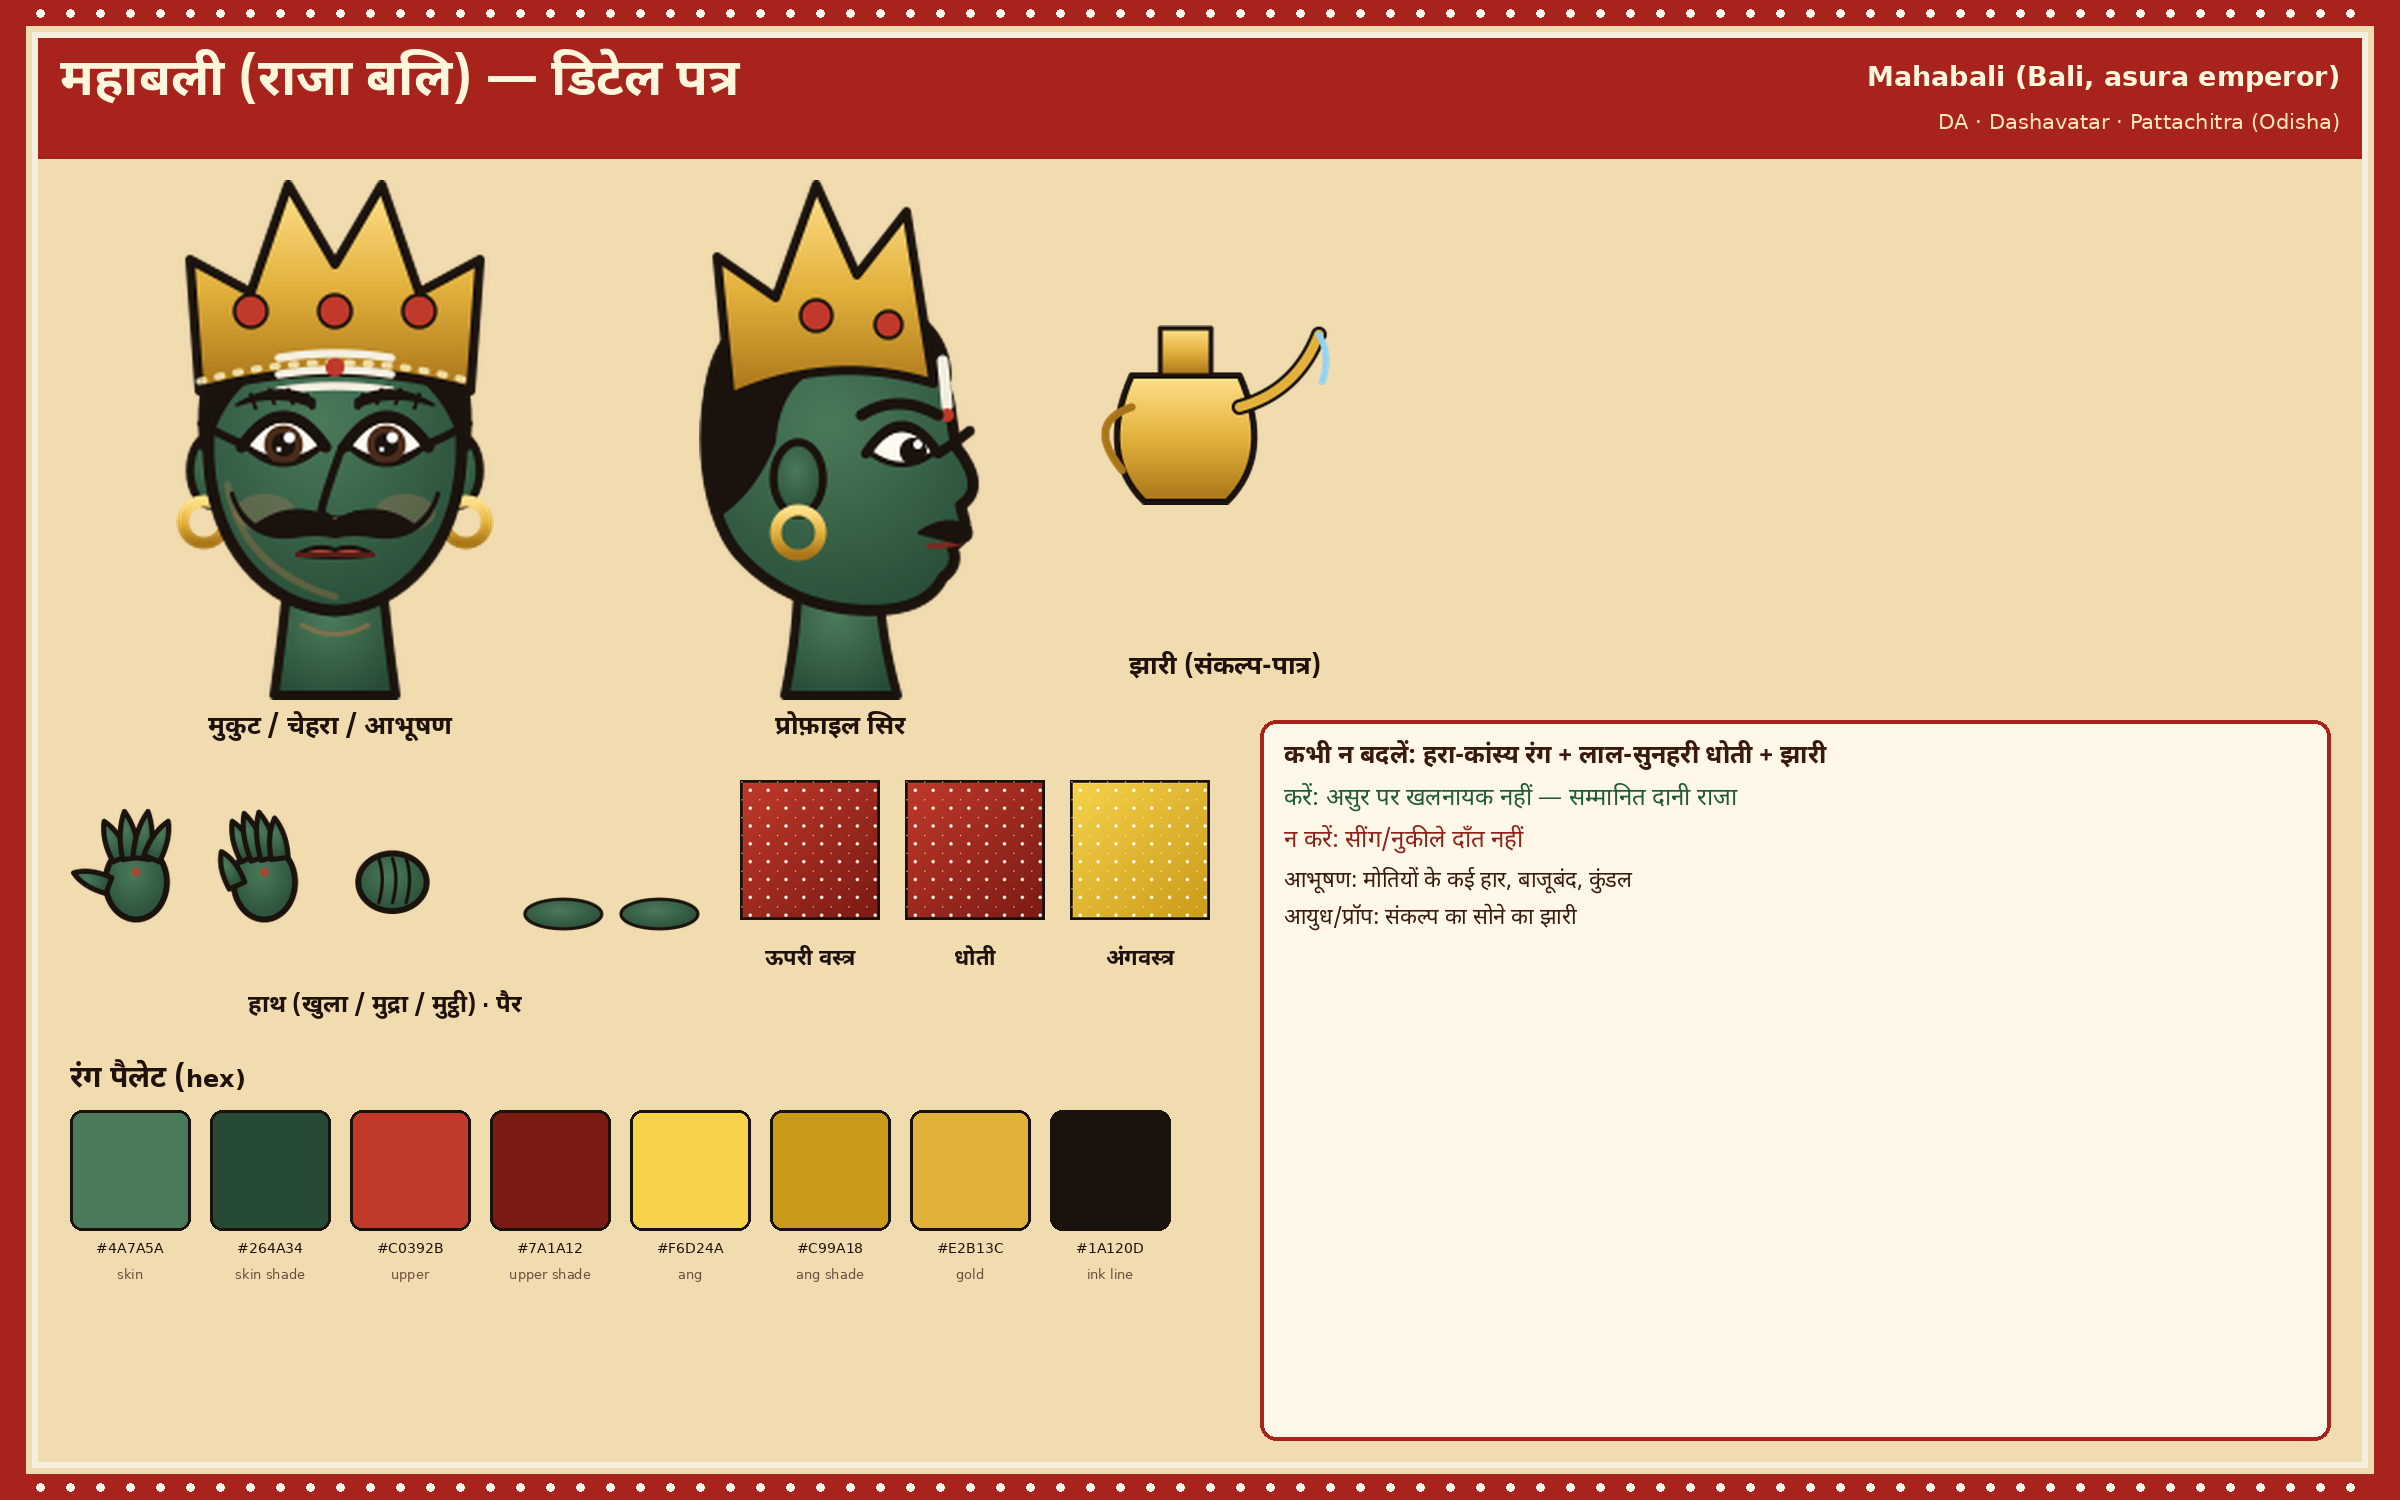 महाबली (राजा बलि) — डिटेल पत्र
Mahabali (Bali, asura emperor)
DA · Dashavatar · Pattachitra (Odisha)
झारी (संकल्प-पात्र)
मुकुट / चेहरा / आभूषण
प्रोफ़ाइल सिर
कभी न बदलें: हरा-कांस्य रंग + लाल-सुनहरी धोती + झारी
करें: असुर पर खलनायक नहीं — सम्मानित दानी राजा
न करें: सींग/नुकीले दाँत नहीं
आभूषण: मोतियों के कई हार, बाजूबंद, कुंडल
आयुध/प्रॉप: संकल्प का सोने का झारी
ऊपरी वस्त्र
धोती
अंगवस्त्र
हाथ (खुला / मुद्रा / मुट्ठी) · पैर
रंग पैलेट (hex)
#4A7A5A
#264A34
#C0392B
#7A1A12
#F6D24A
#C99A18
#E2B13C
#1A120D
skin
skin shade
upper
upper shade
ang
ang shade
gold
ink line